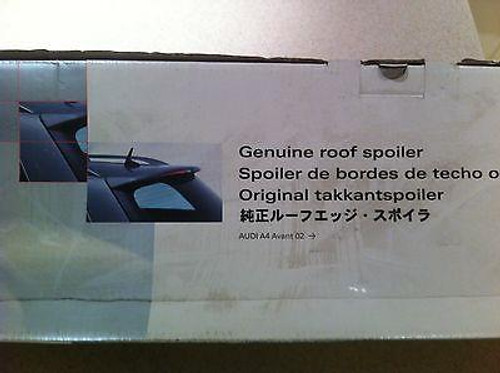 Genuine roof spoiler
Spoiler de bordes de techo o
Original takkantspoiler
純正ルーフエッジ・スポイラ
AUDI A4 Avant 02 →